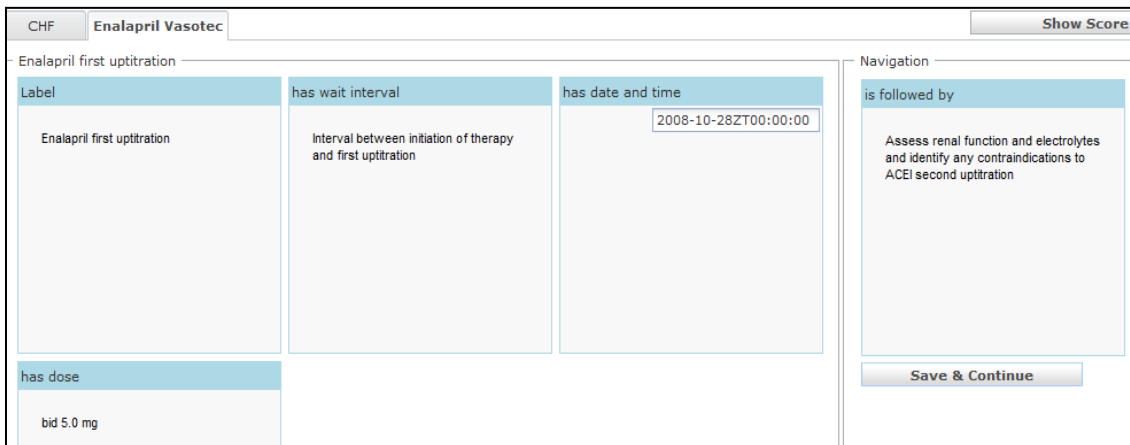 CHF
Enalapril Vasotec
Show Score
Enalapril first uptitration
Navigation
Label
has wait interval
has date and time
is followed by
2008-10-28ZT00:00:00
Enalapril first uptitration
Interval between initiation of therapy
and first uptitration
Assess renal function and electrolytes
and identify any contraindications to
ACEI second uptitration
has dose
Save & Continue
bid 5.0 mg